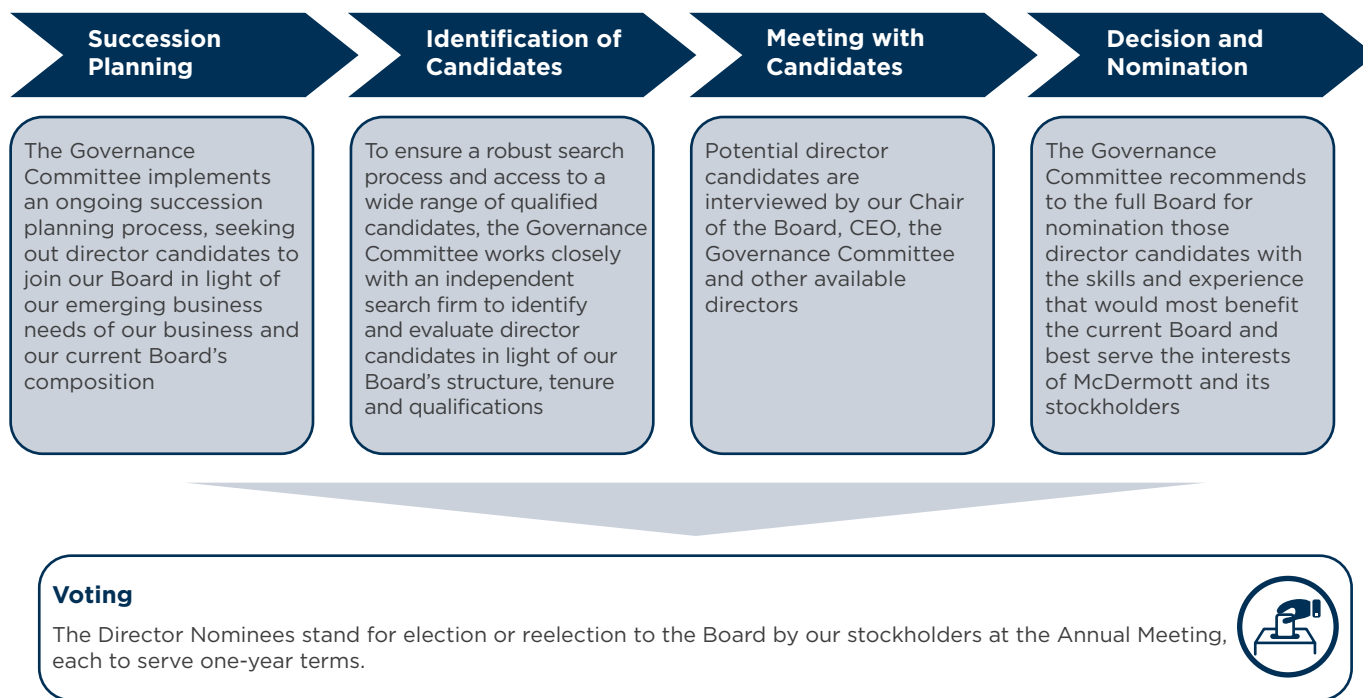 Succession
Planning
Identification of
Candidates
Meeting with
Candidates
Decision and
Nomination
The Governance
Committee implements
an ongoing succession
planning process, seeking
out director candidates to
join our Board in light of
our emerging business
needs of our business and
our current Board's
composition
To ensure a robust search
process and access to a
wide range of qualified
candidates, the Governance
Committee works closely
with an independent
search firm to identify
and evaluate director
candidates in light of our
Board's structure, tenure
and qualifications
Potential director
candidates are
interviewed by our Chair
of the Board, CEO, the
Governance Committee
and other available
directors
The Governance
Committee recommends
to the full Board for
nomination those
director candidates with
the skills and experience
that would most benefit
the current Board and
best serve the interests
of McDermott and its
stockholders
Voting
The Director Nominees stand for election or reelection to the Board by our stockholders at the Annual Meeting,
each to serve one-year terms.